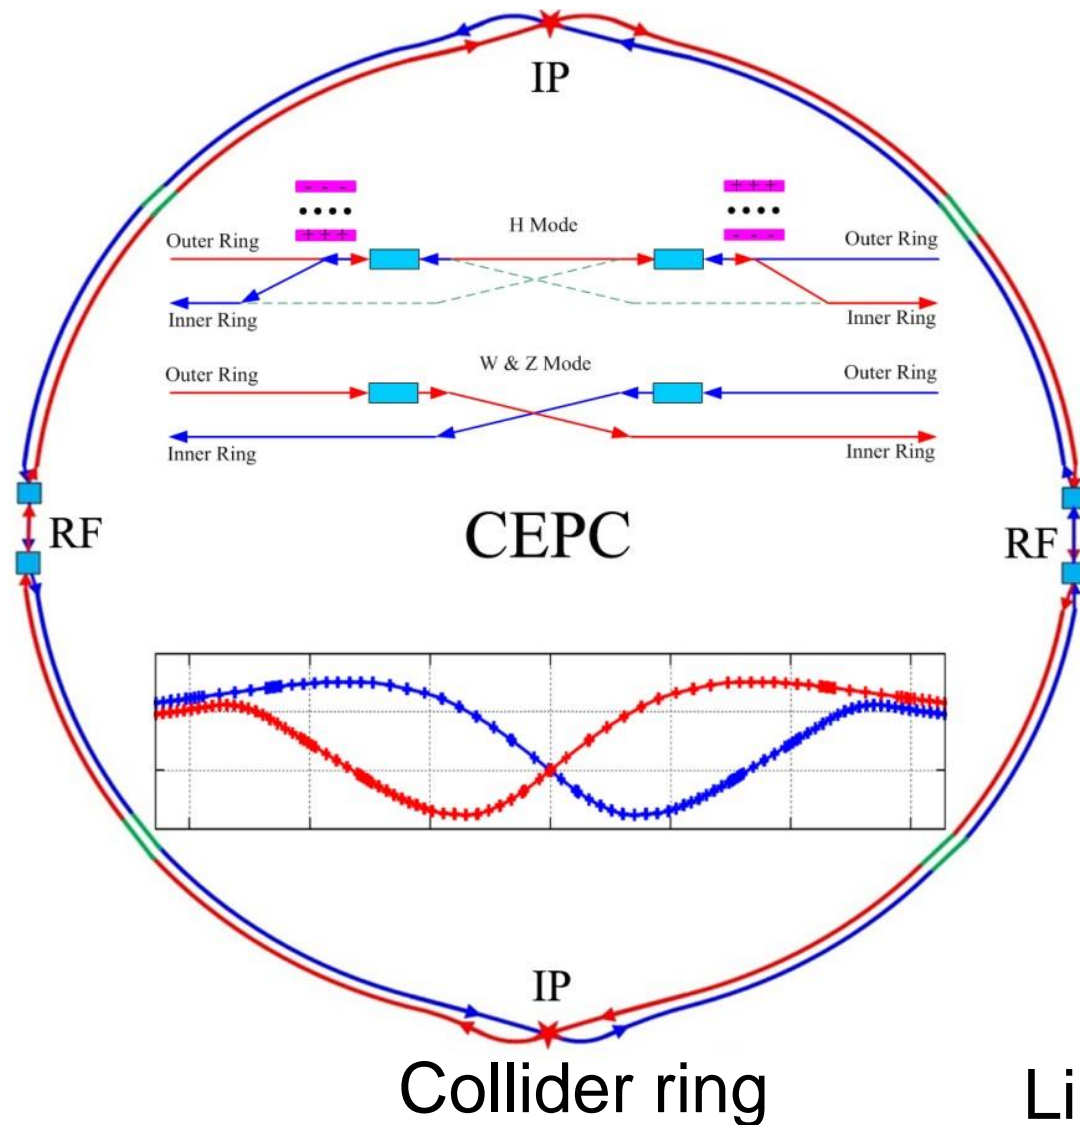 IP
- - -
+ + +
H Mode
Outer Ring
Outer Ring
+ + +
- - -
Inner Ring
Inner Ring
W & Z Mode
Outer Ring
Outer Ring
Inner Ring
Inner Ring
RF
CEPC
RF
IP
Collider ring
Li